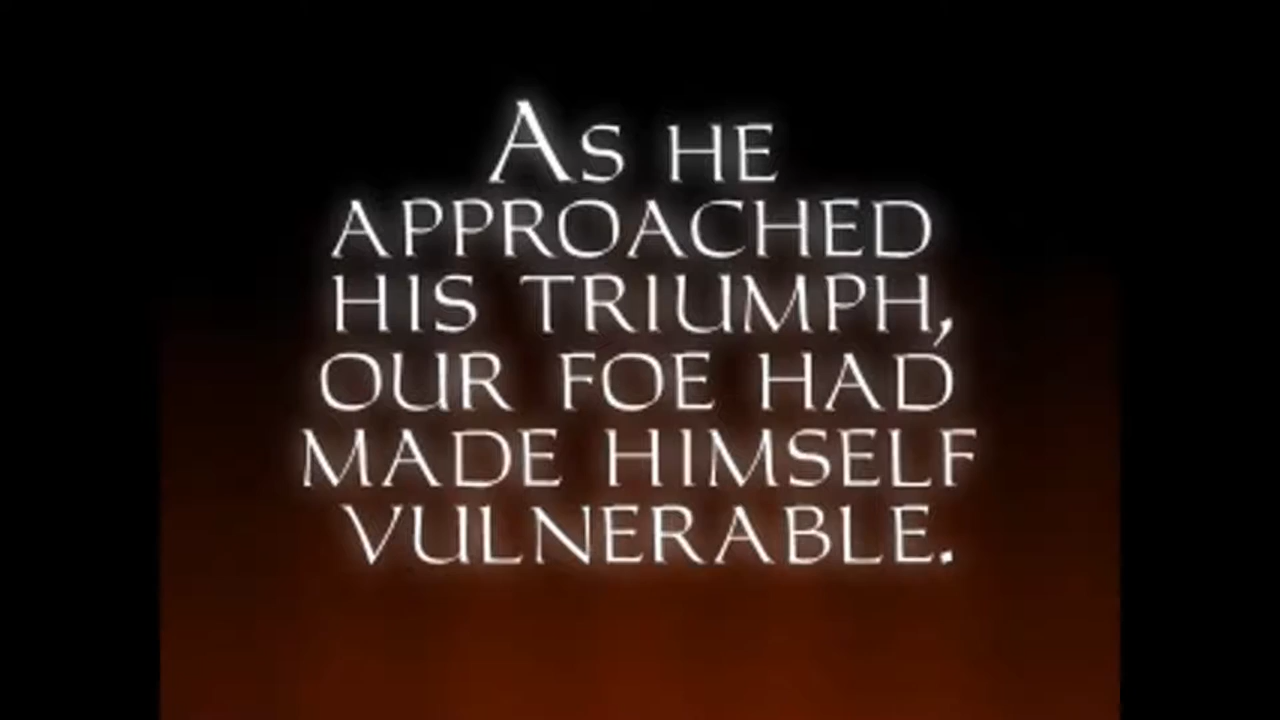 As he
approached
his triumph,
our foe had
made himself
vulnerable.